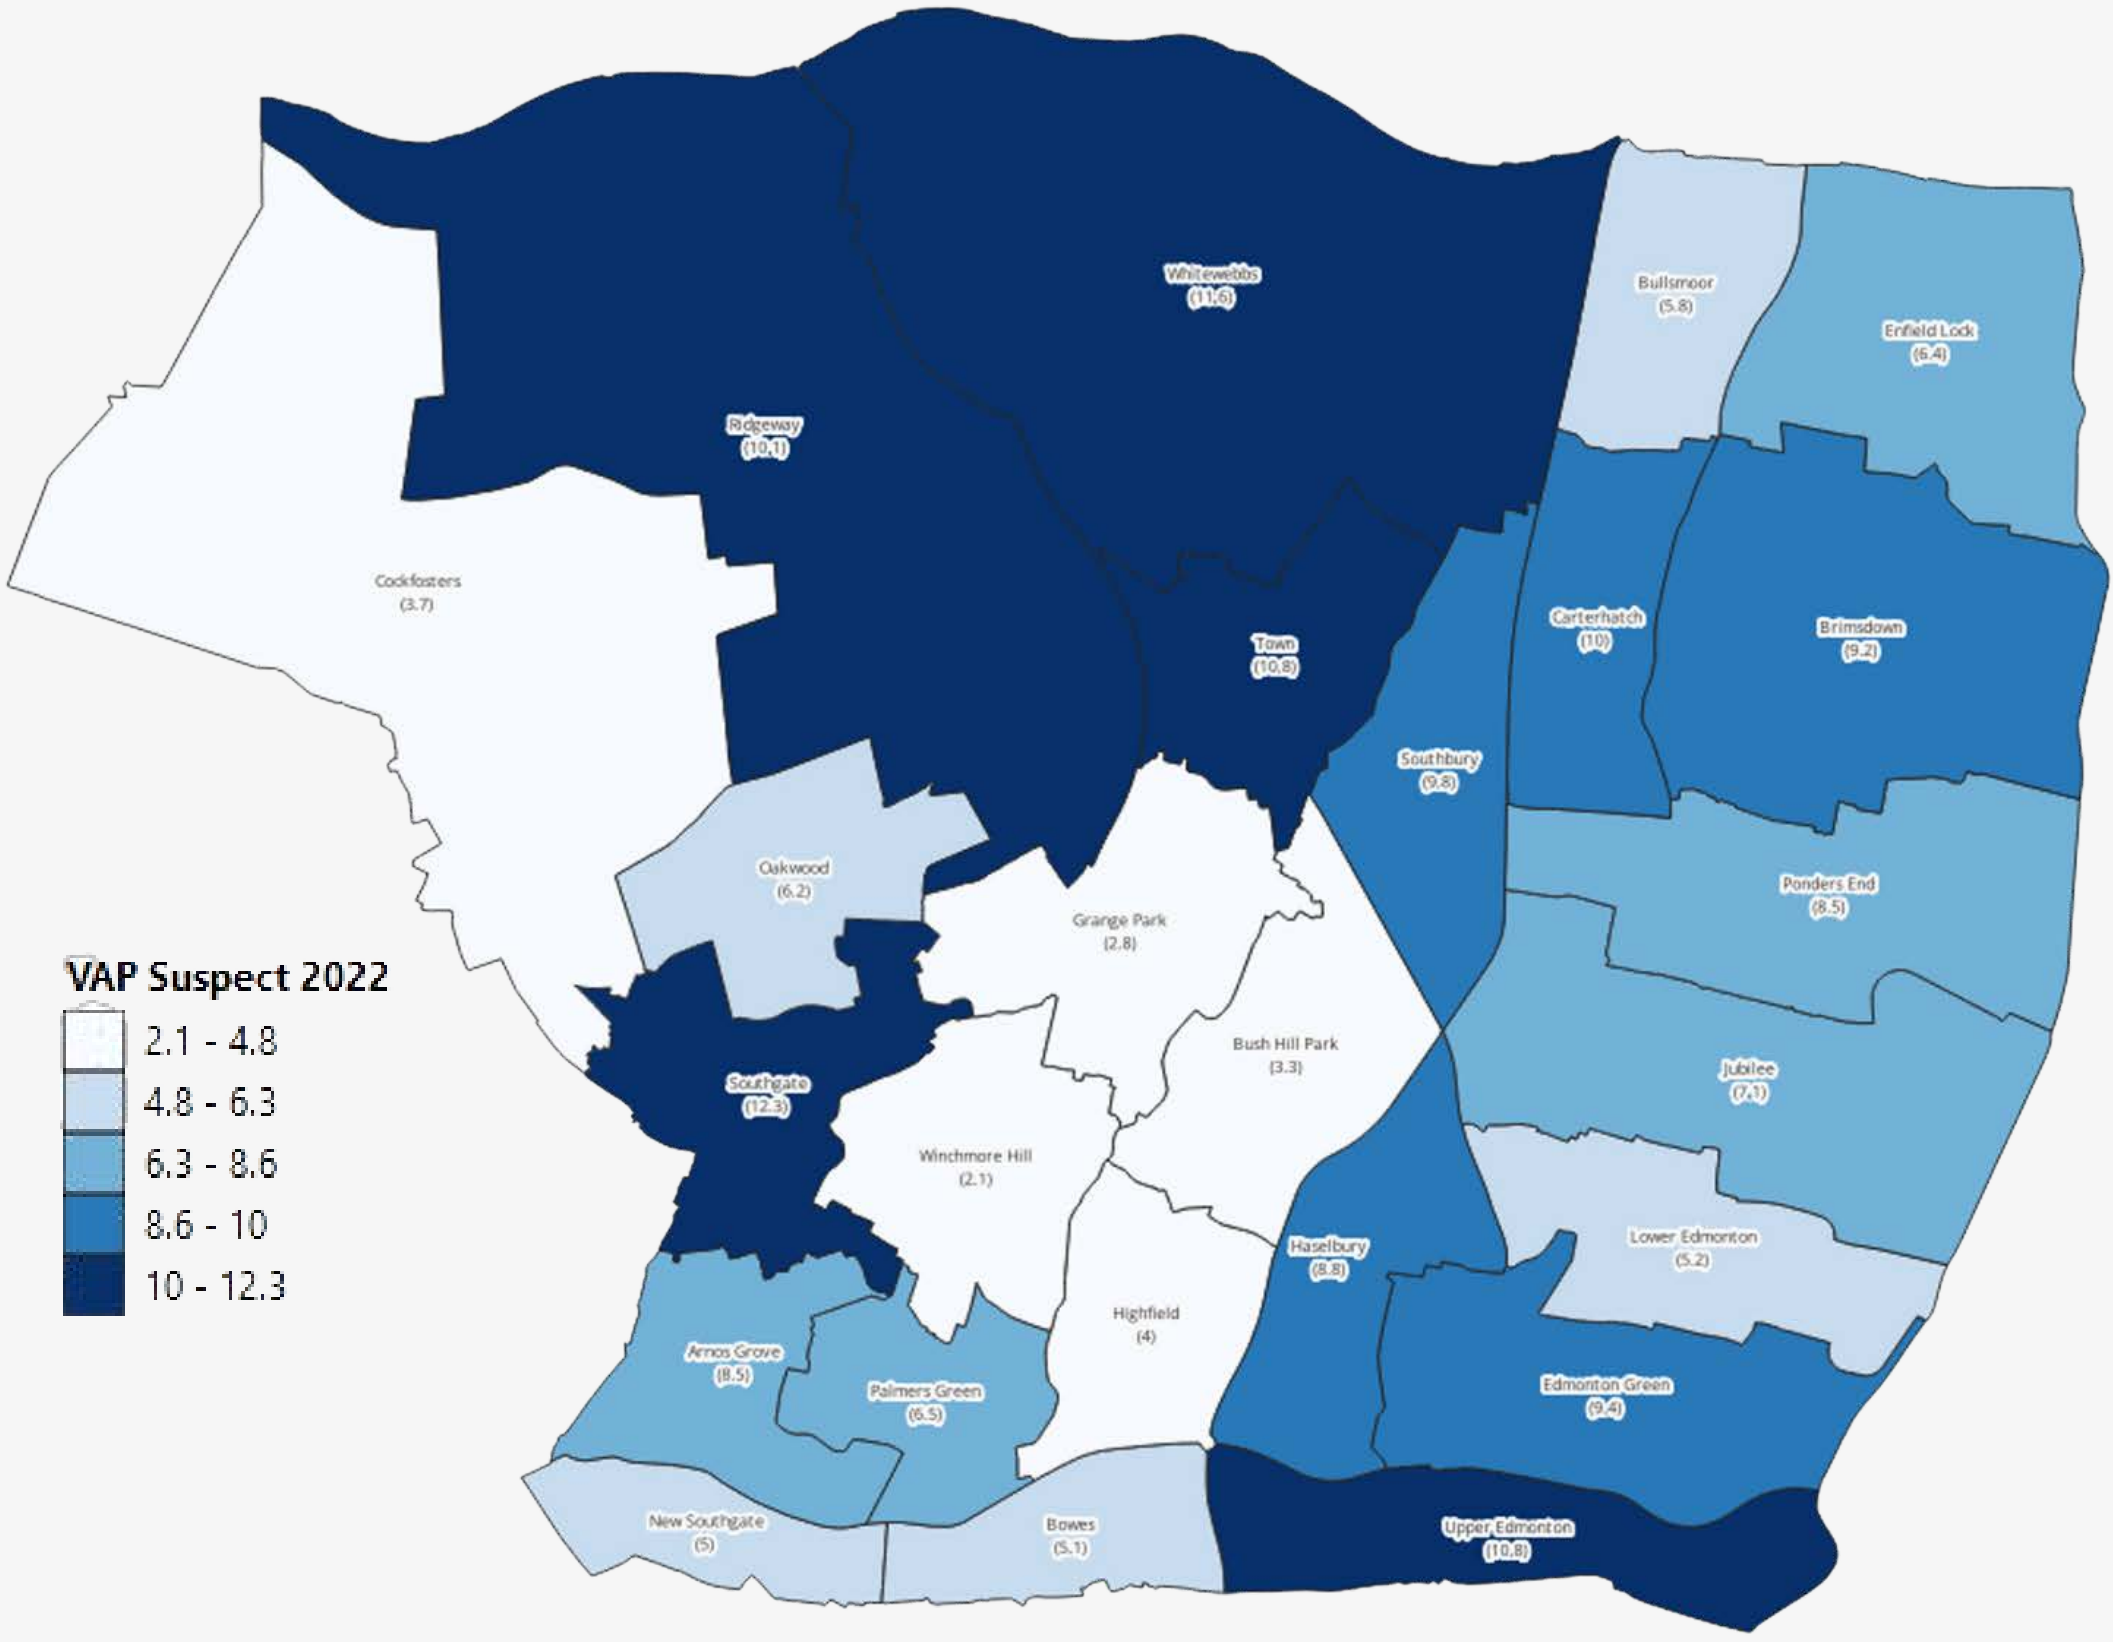 Whitewebbs
(11.6)
Bullsmoor
(5.8)
Enfield Lock
(6.4)
Ridgeway
(10.1)
Cockfosters
(3.7)
Carterhatch
(10)
Brimsdown
(9.2)
Town
(10.8)
Southbury
(9.8)
Oakwood
(6.2)
Ponders End
(8.5)
Grange Park
(2.8)
VAP Suspect 2022
2.1 - 4.8
4.8 - 6.3
6.3 - 8.6
8.6 - 10
10 - 12.3
Bush Hill Park
(3.3)
Jubilee
(7.1)
Southgate
(12.3)
Winchmore Hill
(2.1)
Lower Edmonton
(5.2)
Haselbury
(8.8)
Highfield
(4)
Arnos Grove
(8.5)
Palmers Green
(6.5)
Edmonton Green
(9.4)
New Southgate
(5)
Bowes
(5.1)
Upper Edmonton
(10.8)